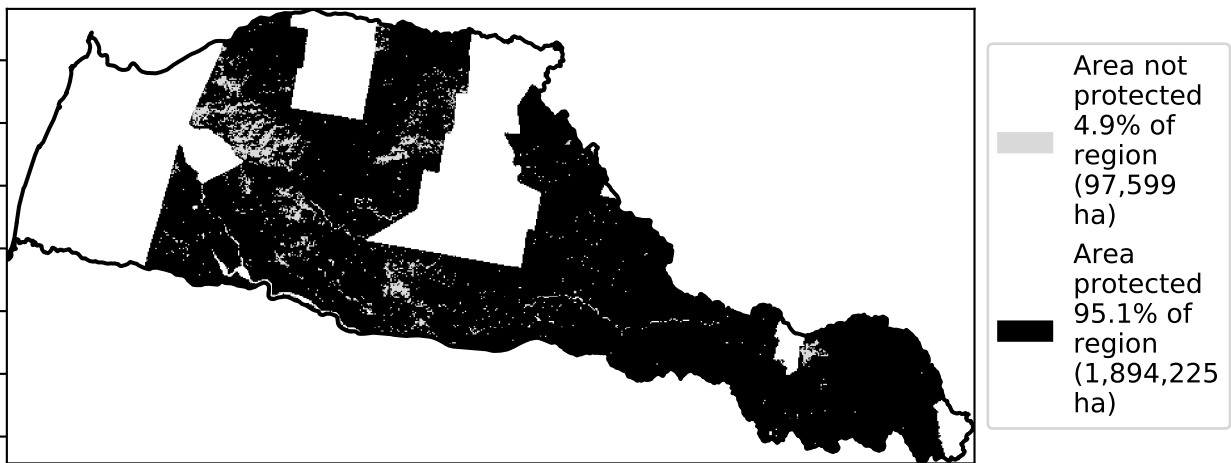 Area not
protected
4.9% of
region
(97,599
ha)
Area
protected
95.1% of
region
(1,894,225
ha)